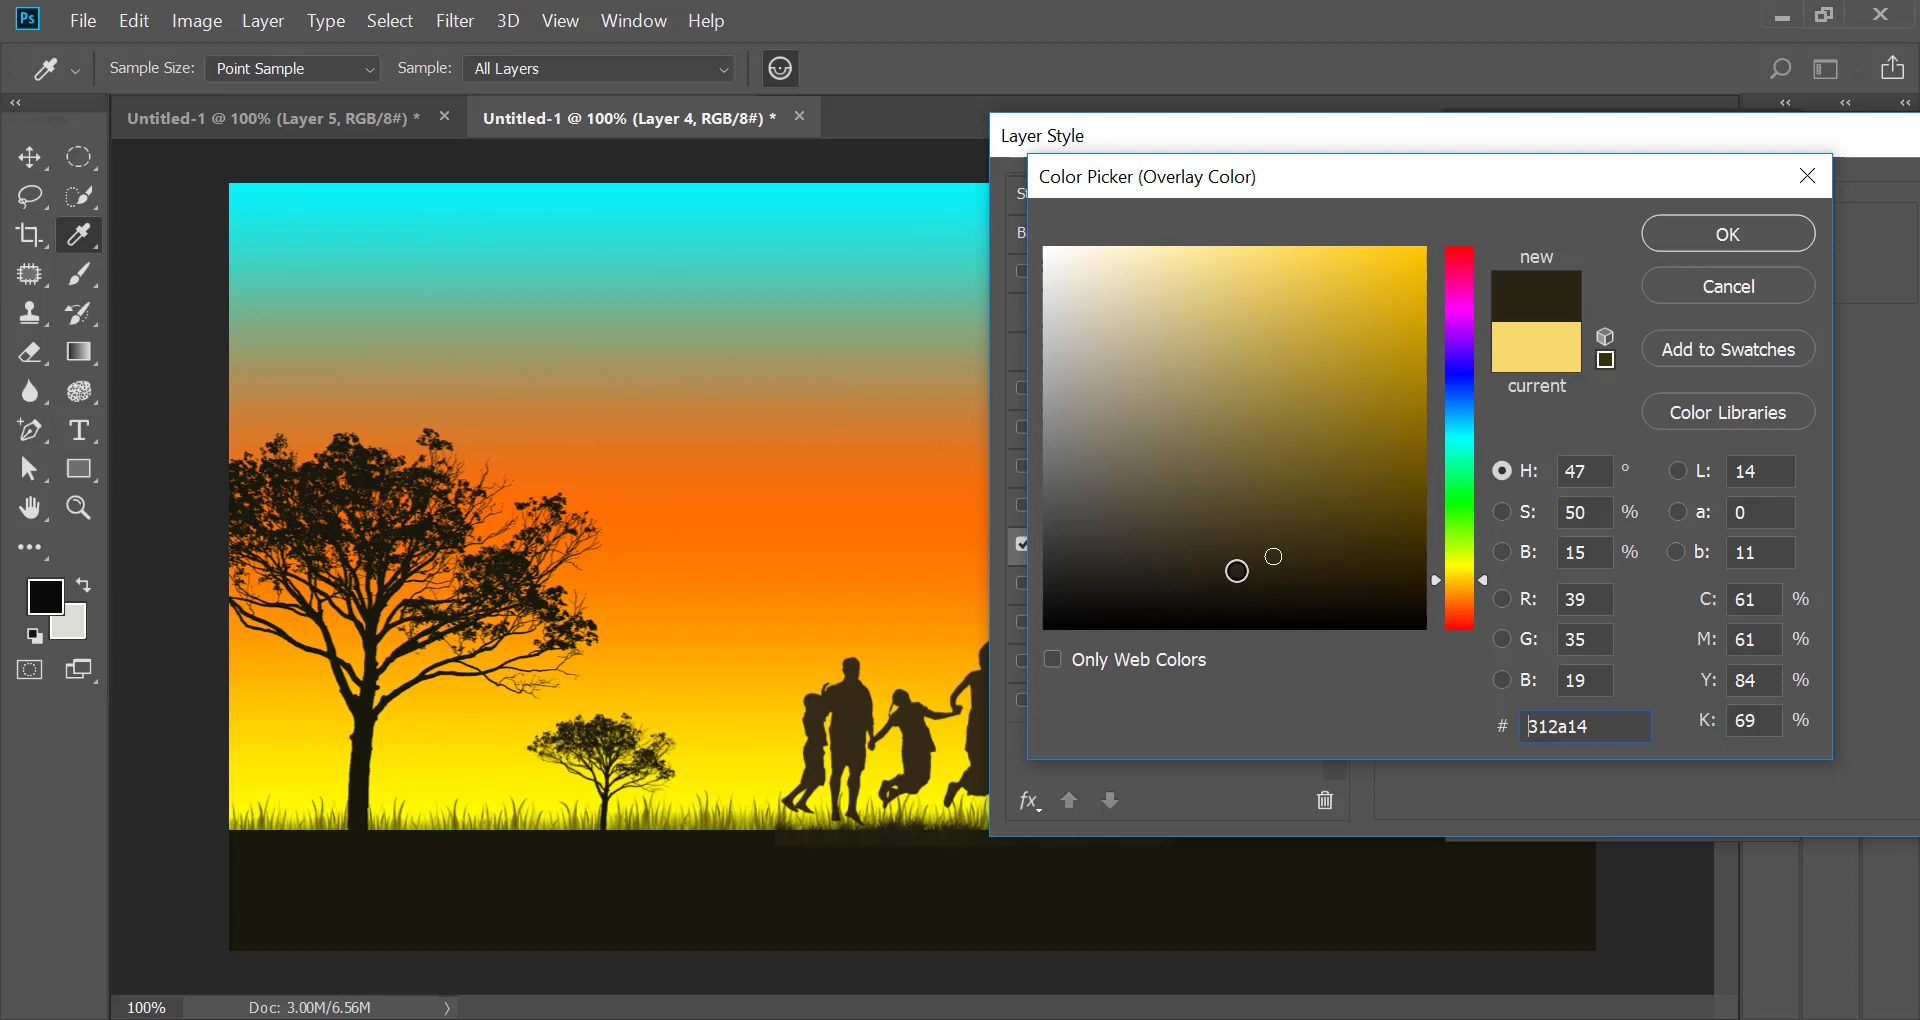 Ps File Edit Image Layer Type Select Filter 3D View Window Help
Sample Size: Point Sample Sample: All Layers
Untitled-1 @ 100% (Layer 5, RGB/8#) * Untitled-1 @ 100% (Layer 4, RGB/8#) *
Layer Style
Color Picker (Overlay Color)
OK
new
Cancel
Add to Swatches
current
Color Libraries
H: 47 ° L: 14
S: 50 % a: 0
B: 15 % b: 11
R: 39 C: 61 %
G: 35 M: 61 %
Only Web Colors
B: 19 Y: 84 %
# 312a14 K: 69 %
fx
T
100% Doc: 3.00M/6.56M